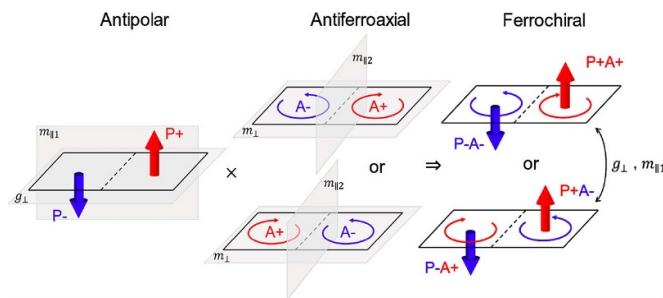 Antipolar
Antiferroaxial
Ferrochiral
m∥2
A-
A+
m⊥
P+A+
P-A-
m∥1
P+
g⊥
P-
×
or
⇒
or
g⊥ , m∥1
m∥2
A+
A-
m⊥
P+A-
P-A+